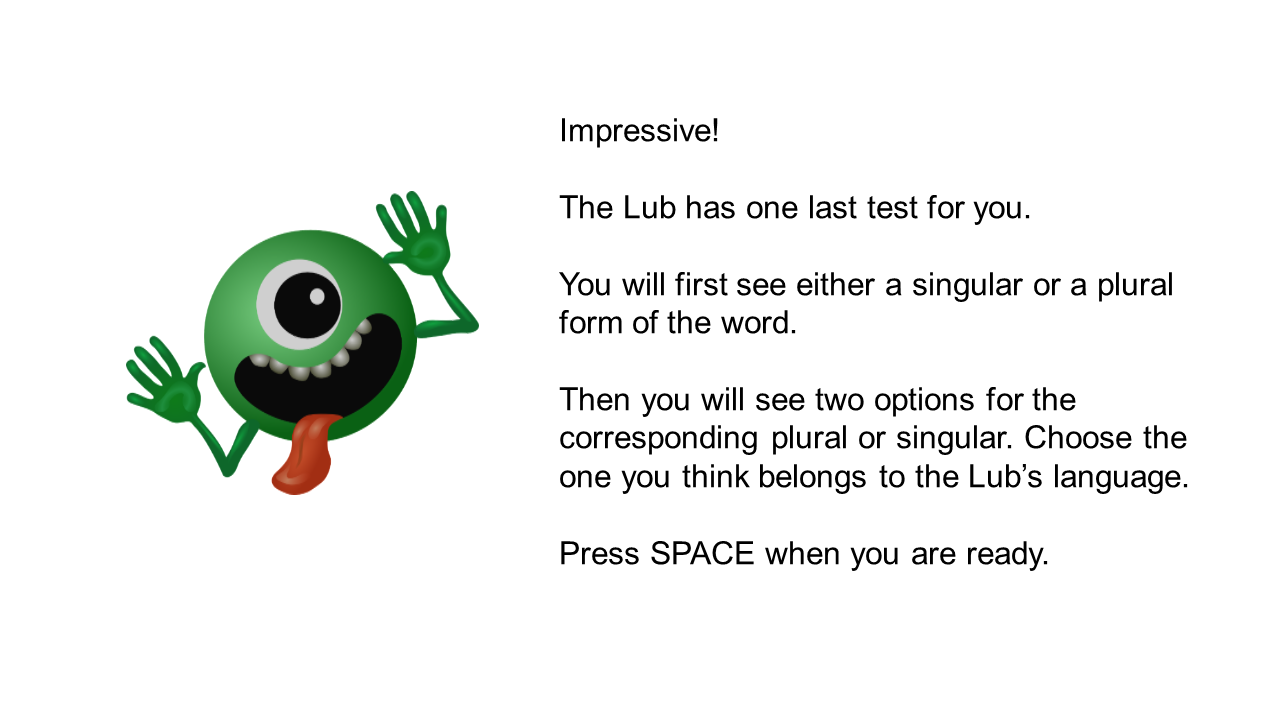 Impressive!
The Lub has one last test for you.
You will first see either a singular or a plural
form of the word.
Then you will see two options for the
corresponding plural or singular. Choose the
one you think belongs to the Lub’s language.
Press SPACE when you are ready.